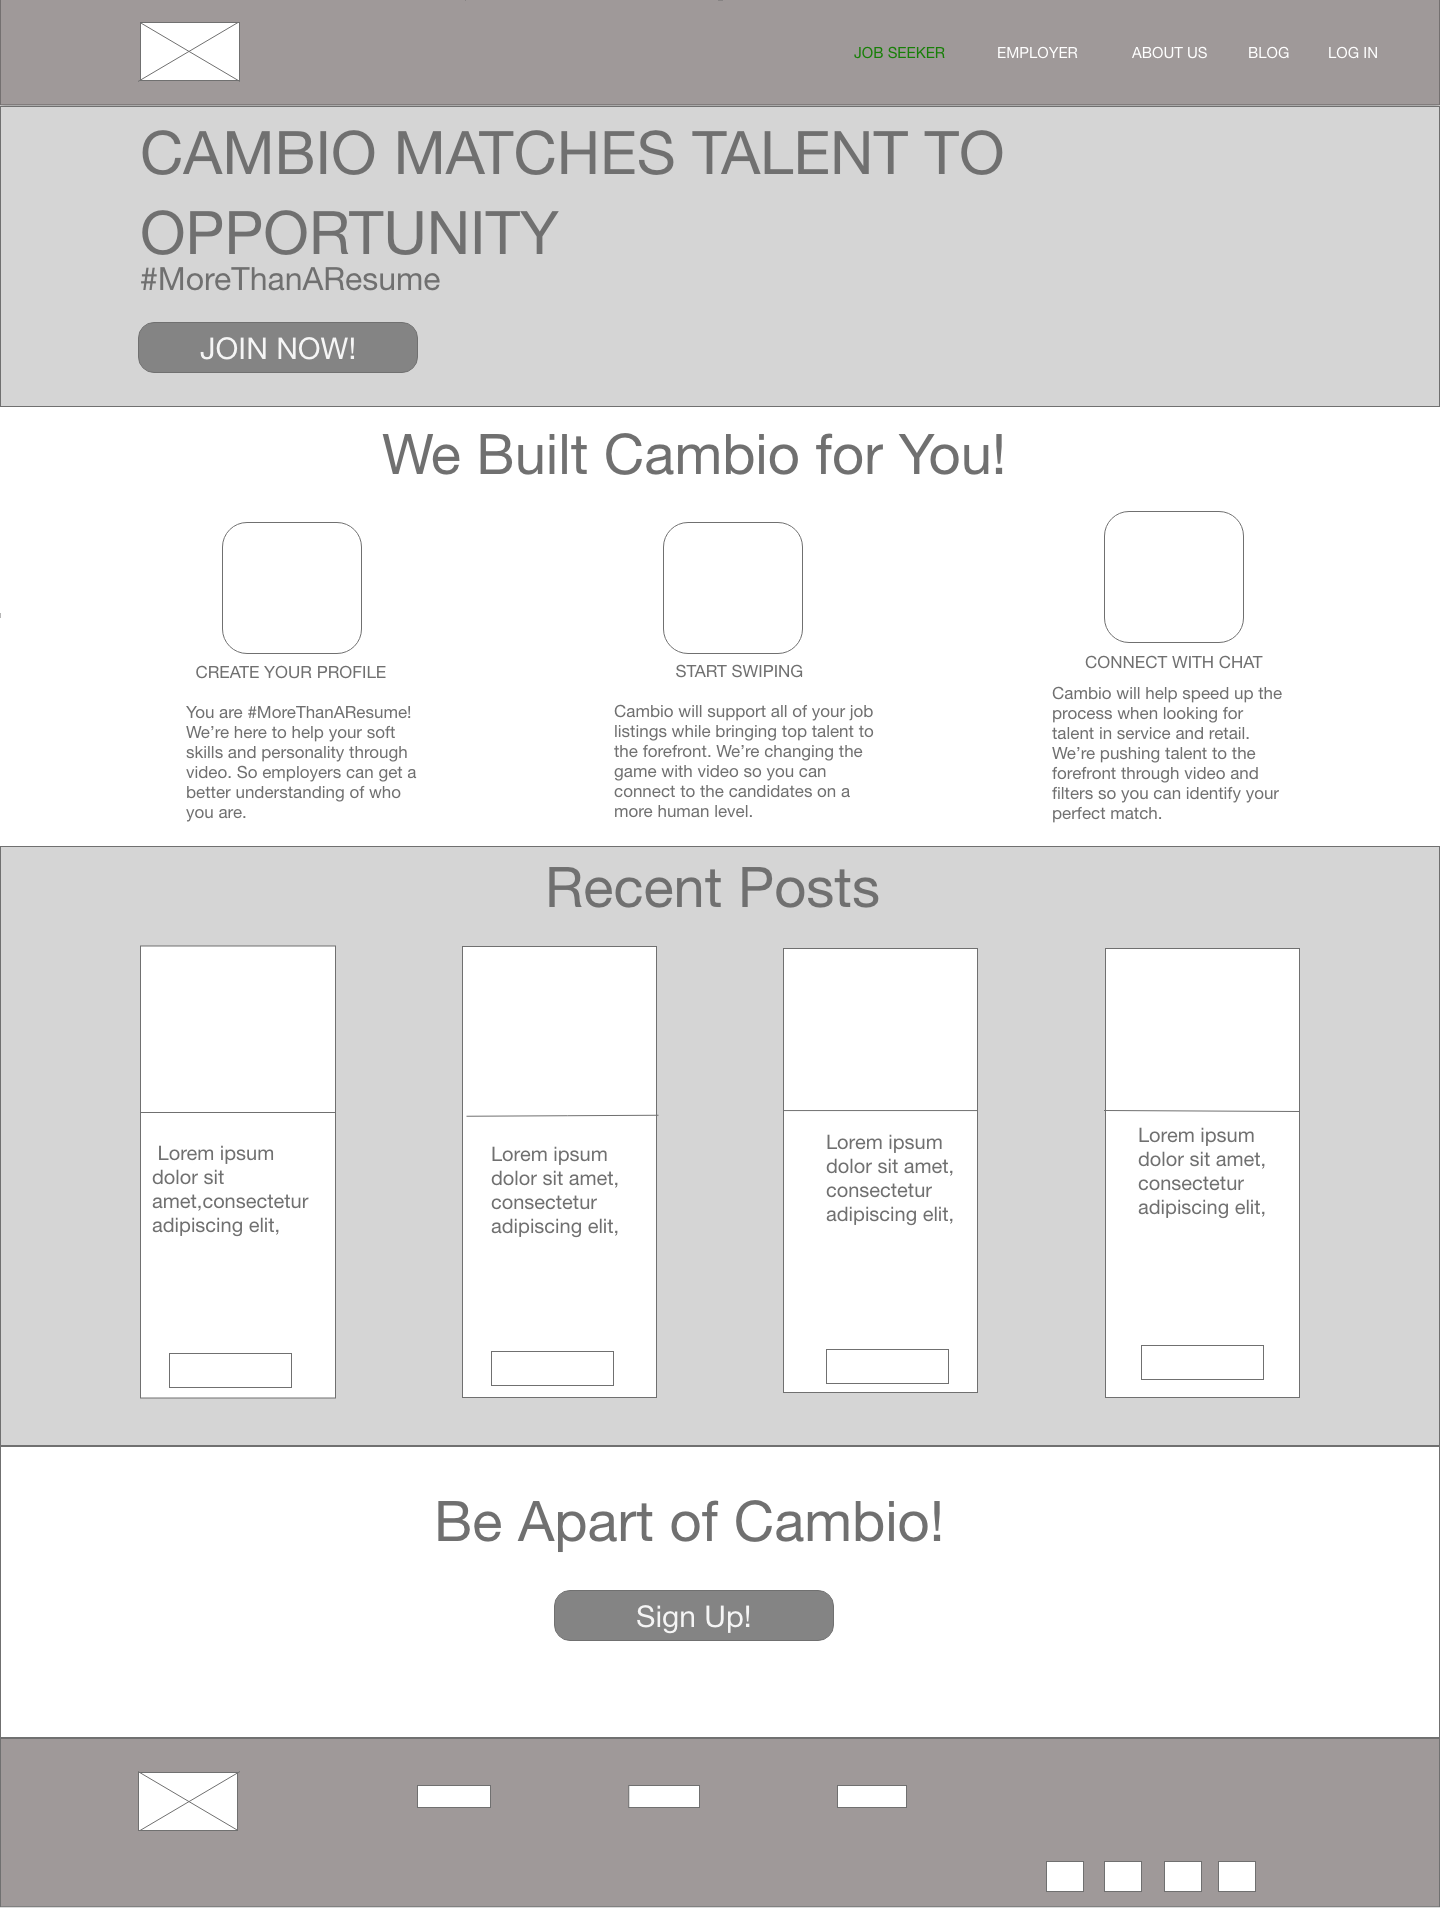 JOB SEEKER EMPLOYER ABOUT US BLOG LOG IN
CAMBIO MATCHES TALENT TO
OPPORTUNITY
#MoreThanAResume
JOIN NOW!
We Built Cambio for You!
CREATE YOUR PROFILE
You are #MoreThanAResume!
We’re here to help your soft
skills and personality through
video. So employers can get a
better understanding of who
you are.
START SWIPING
Cambio will support all of your job
listings while bringing top talent to
the forefront. We’re changing the
game with video so you can
connect to the candidates on a
more human level.
CONNECT WITH CHAT
Cambio will help speed up the
process when looking for
talent in service and retail.
We’re pushing talent to the
forefront through video and
filters so you can identify your
perfect match.
Recent Posts
Lorem ipsum
dolor sit
amet,consectetur
adipiscing elit,
Lorem ipsum
dolor sit amet,
consectetur
adipiscing elit,
Lorem ipsum
dolor sit amet,
consectetur
adipiscing elit,
Lorem ipsum
dolor sit amet,
consectetur
adipiscing elit,
Be Apart of Cambio!
Sign Up!